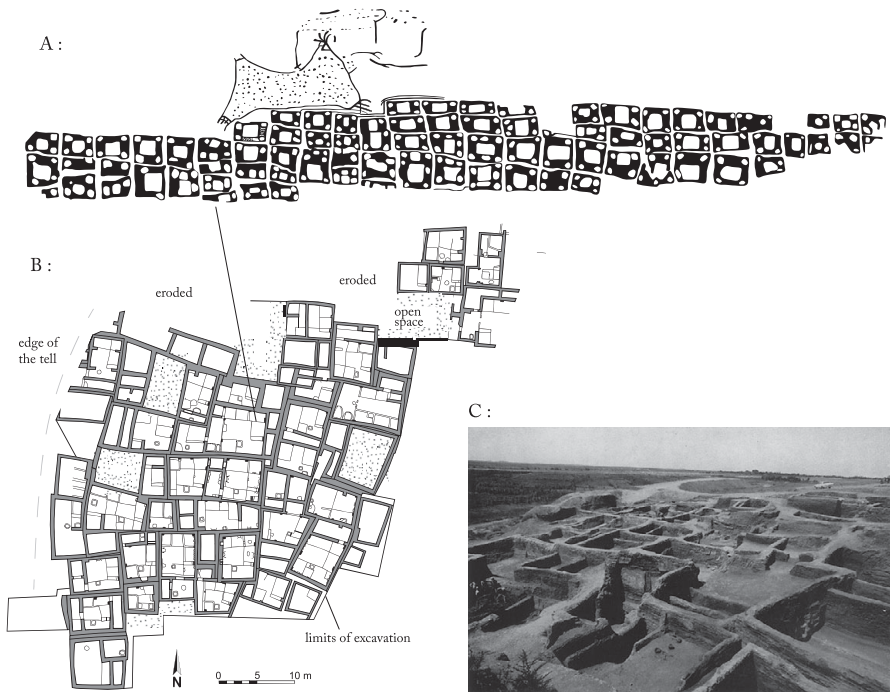 A :
B :
eroded
eroded
open
space
edge of
the tell
C :
limits of excavation
N
0 5 10 m